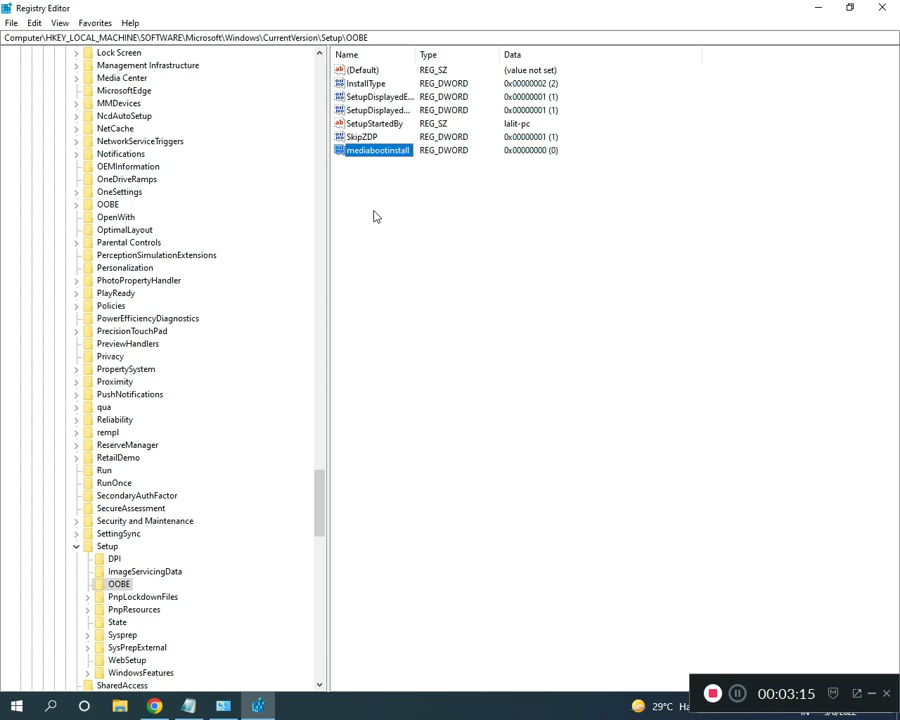 Registry Editor
File Edit View Favorites Help
Computer\HKEY_LOCAL_MACHINE\SOFTWARE\Microsoft\Windows\CurrentVersion\Setup\OOBE
Lock Screen
Management Infrastructure
Media Center
MicrosoftEdge
MMDevices
NcdAutoSetup
NetCache
NetworkServiceTriggers
Notifications
OEMInformation
OneDriveRamps
OneSettings
OOBE
OpenWith
OptimalLayout
Parental Controls
PerceptionSimulationExtensions
Personalization
PhotoPropertyHandler
PlayReady
Policies
PowerEfficiencyDiagnostics
PrecisionTouchPad
PreviewHandlers
Privacy
PropertySystem
Proximity
PushNotifications
qua
Reliability
rempl
ReserveManager
RetailDemo
Run
RunOnce
SecondaryAuthFactor
SecureAssessment
Security and Maintenance
SettingSync
Setup
DPI
ImageServicingData
OOBE
PnpLockdownFiles
PnpResources
State
Sysprep
SysPrepExternal
WebSetup
WindowsFeatures
SharedAccess
Name Type Data
(Default) REG_SZ (value not set)
InstallType REG_DWORD 0x00000002 (2)
SetupDisplayedE... REG_DWORD 0x00000001 (1)
SetupDisplayed... REG_DWORD 0x00000001 (1)
SetupStartedBy REG_SZ lalit-pc
SkipZDP REG_DWORD 0x00000001 (1)
mediabootinstall REG_DWORD 0x00000000 (0)
00:03:15
29°C Ha